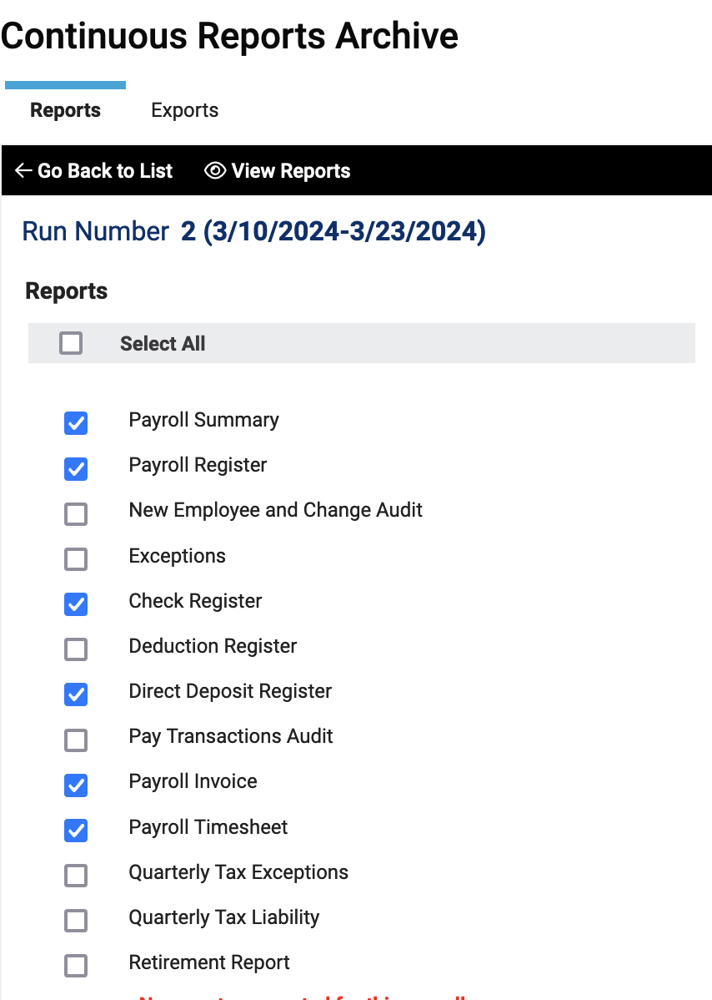 Continuous Reports Archive
Reports Exports
Go Back to List View Reports
Run Number 2 (3/10/2024-3/23/2024)
Reports
Select All
Payroll Summary
Payroll Register
New Employee and Change Audit
Exceptions
Check Register
Deduction Register
Direct Deposit Register
Pay Transactions Audit
Payroll Invoice
Payroll Timesheet
Quarterly Tax Exceptions
Quarterly Tax Liability
Retirement Report